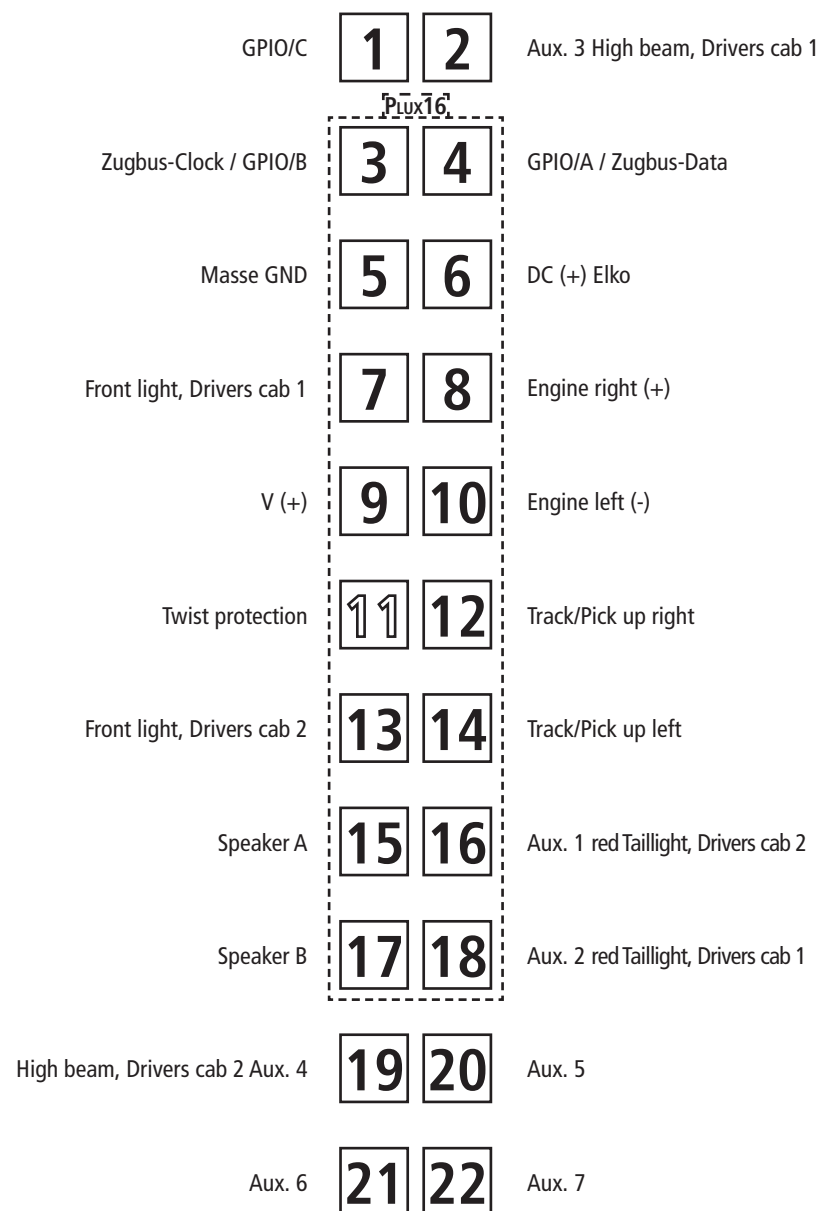 GPIO/C 1 2 Aux. 3 High beam, Drivers cab 1
PLUX16
Zugbus-Clock / GPIO/B 3 4 GPIO/A / Zugbus-Data
Masse GND 5 6 DC (+) Elko
Front light, Drivers cab 1 7 8 Engine right (+)
V (+) 9 10 Engine left (-)
Twist protection 11 12 Track/Pick up right
Front light, Drivers cab 2 13 14 Track/Pick up left
Speaker A 15 16 Aux. 1 red Taillight, Drivers cab 2
Speaker B 17 18 Aux. 2 red Taillight, Drivers cab 1
High beam, Drivers cab 2 Aux. 4 19 20 Aux. 5
Aux. 6 21 22 Aux. 7